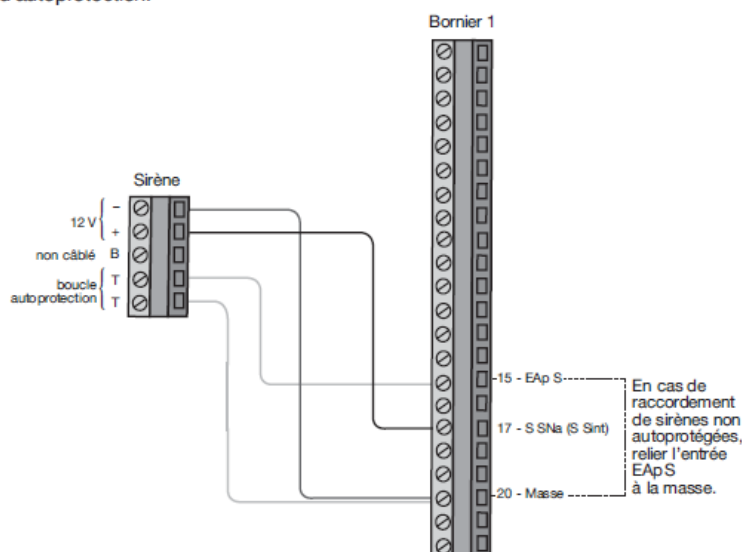 d'autoprotection.
Bornier 1
Sirène
12 V
−
+
non câblé B
boucle
autoprotection
T
T
15 - EAp S
17 - S SNa (S Sint)
20 - Masse
En cas de
raccordement
de sirènes non
autoprotégées,
relier l'entrée
EAp S
à la masse.